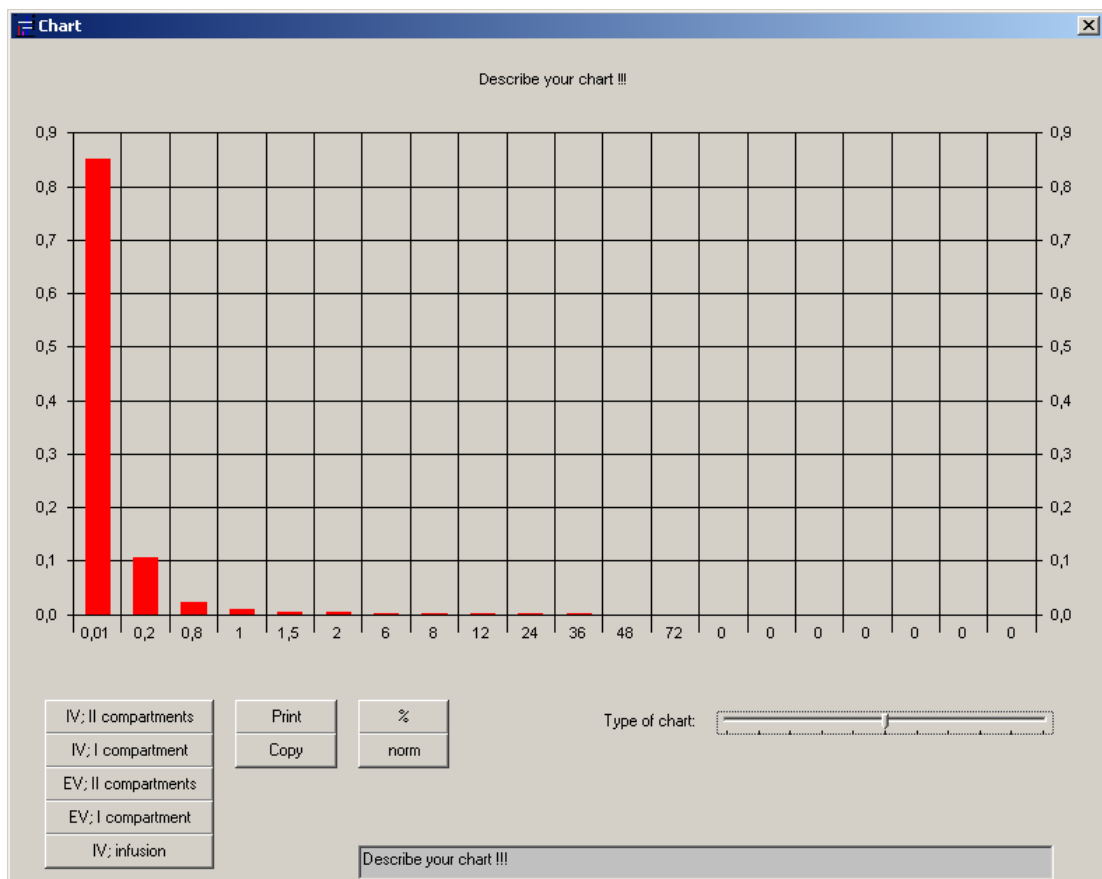 Chart
Describe your chart !!!
0,9 0,9
0,8 0,8
0,7 0,7
0,6 0,6
0,5 0,5
0,4 0,4
0,3 0,3
0,2 0,2
0,1 0,1
0,0 0,0
0,01 0,2 0,8 1 1,5 2 6 8 12 24 36 48 72 0 0 0 0 0 0 0
IV; II compartments Print % Type of chart:
IV; I compartment Copy norm
EV; II compartments
EV; I compartment
IV; infusion
Describe your chart !!!